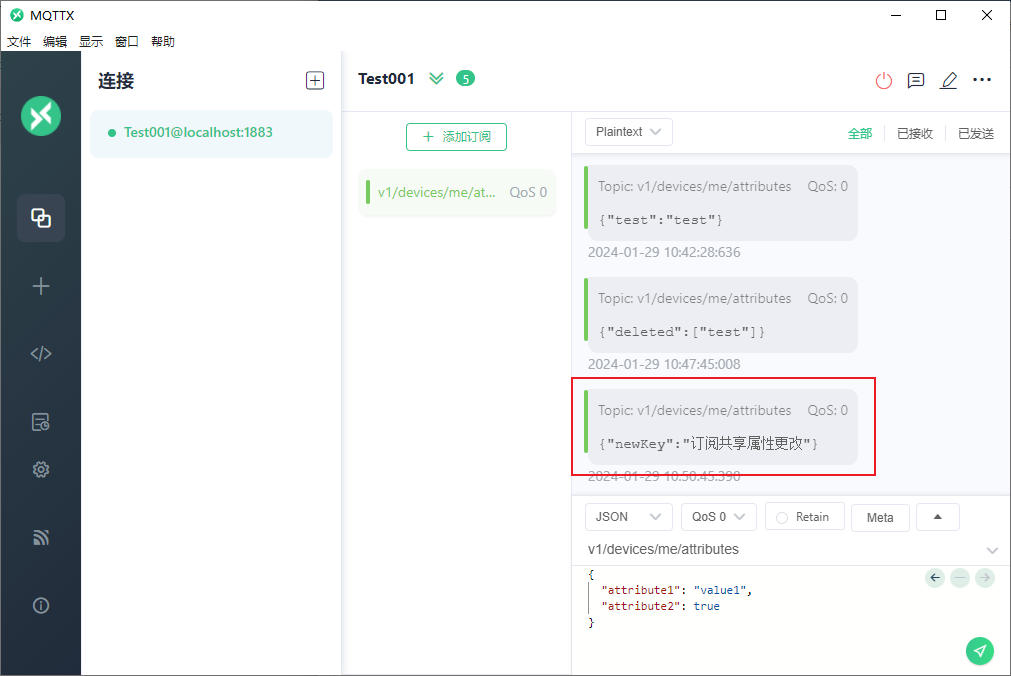 MQTTX
文件 编辑 显示 窗口 帮助
连接
Test001@localhost:1883
Test001 5
添加订阅
v1/devices/me/at... QoS 0
Plaintext 全部 已接收 已发送
Topic: v1/devices/me/attributes QoS: 0
{"test":"test"}
2024-01-29 10:42:28:636
Topic: v1/devices/me/attributes QoS: 0
{"deleted":["test"]}
2024-01-29 10:47:45:008
Topic: v1/devices/me/attributes QoS: 0
{"newKey":"订阅共享属性更改"}
2024-01-29 10:50:45:390
JSON QoS 0 Retain Meta
v1/devices/me/attributes
{
"attribute1": "value1",
"attribute2": true
}